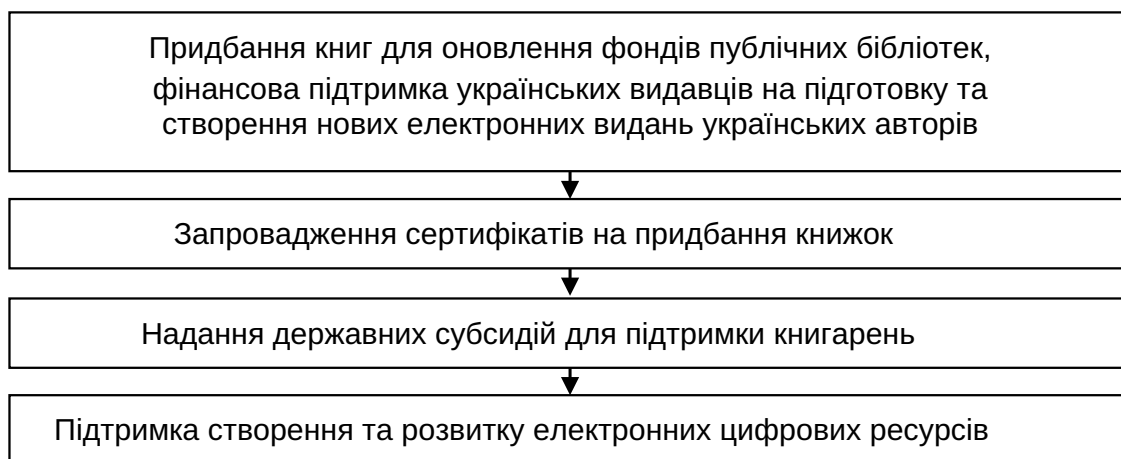 Придбання книг для оновлення фондів публічних бібліотек,
фінансова підтримка українських видавців на підготовку та
створення нових електронних видань українських авторів
Запровадження сертифікатів на придбання книжок
Надання державних субсидій для підтримки книгарень
Підтримка створення та розвитку електронних цифрових ресурсів